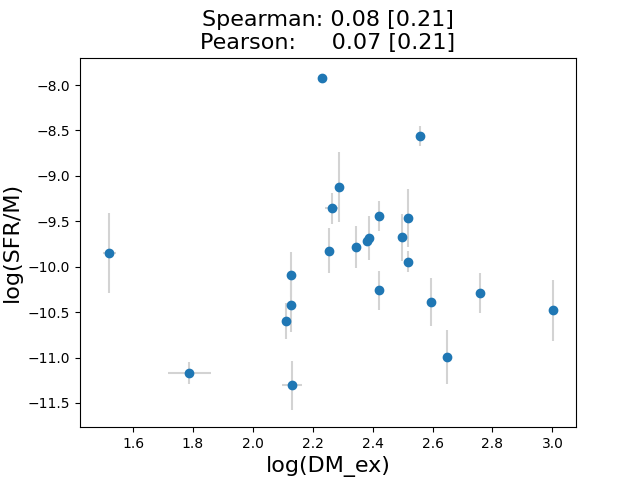 Spearman: 0.08 [0.21]
Pearson: 0.07 [0.21]
−8.0
−8.5
−9.0
−9.5
−10.0
−10.5
−11.0
−11.5
log(SFR/M)
1.6 1.8 2.0 2.2 2.4 2.6 2.8 3.0
log(DM_ex)